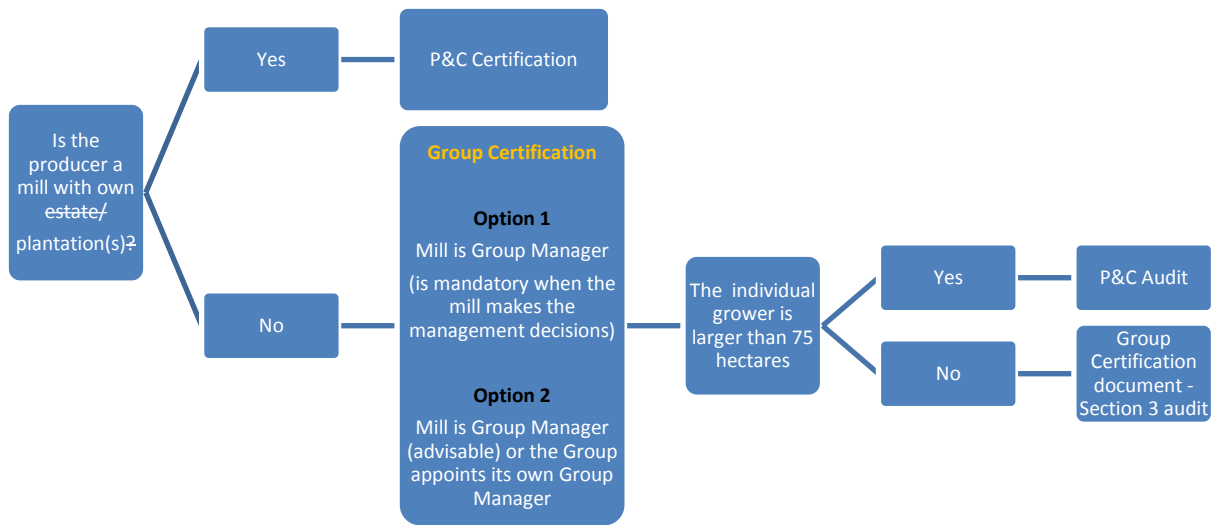 Is the
producer a
mill with own
estate/
plantation(s)?
Yes
P&C Certification
No
Group Certification
Option 1
Mill is Group Manager
(is mandatory when the
mill makes the
management decisions)
Option 2
Mill is Group Manager
(advisable) or the Group
appoints its own Group
Manager
The individual
grower is
larger than 75
hectares
Yes
P&C Audit
No
Group
Certification
document -
Section 3 audit